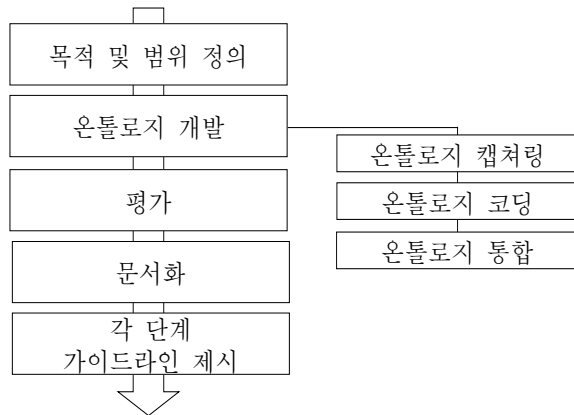 목적 및 범위 정의
온톨로지 개발
온톨로지 캡쳐링
온톨로지 코딩
온톨로지 통합
평가
문서화
각 단계
가이드라인 제시